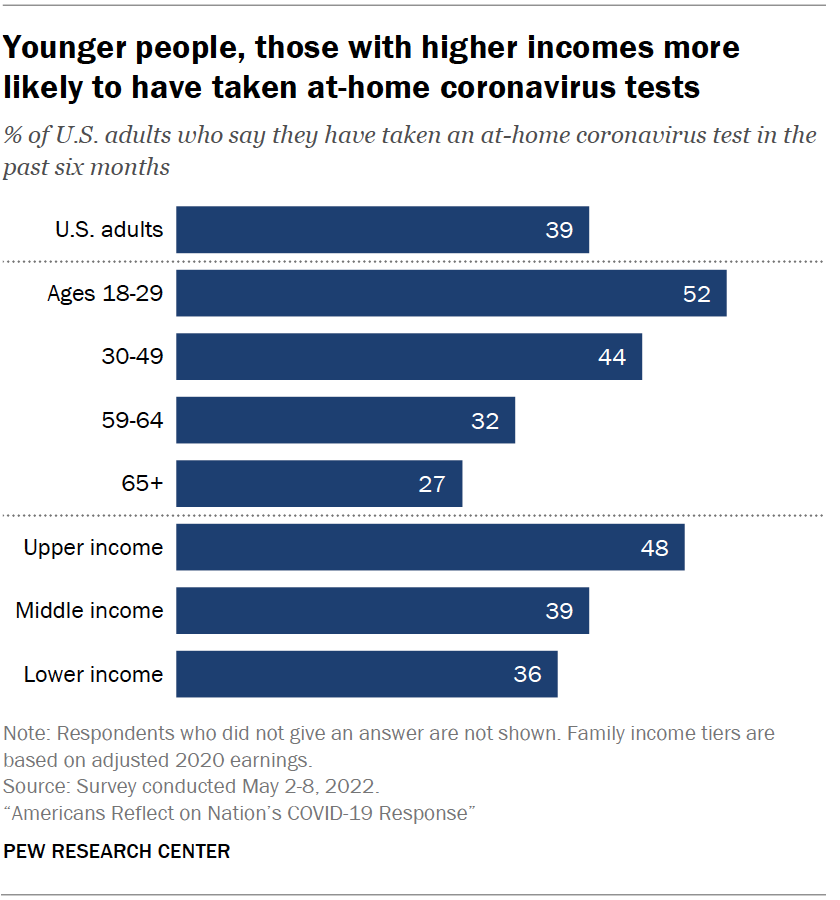 Younger people, those with higher incomes more
likely to have taken at-home coronavirus tests
% of U.S. adults who say they have taken an at-home coronavirus test in the
past six months
U.S. adults 39
Ages 18-29 52
30-49 44
59-64 32
65+ 27
Upper income 48
Middle income 39
Lower income 36
Note: Respondents who did not give an answer are not shown. Family income tiers are
based on adjusted 2020 earnings.
Source: Survey conducted May 2-8, 2022.
“Americans Reflect on Nation’s COVID-19 Response”
PEW RESEARCH CENTER